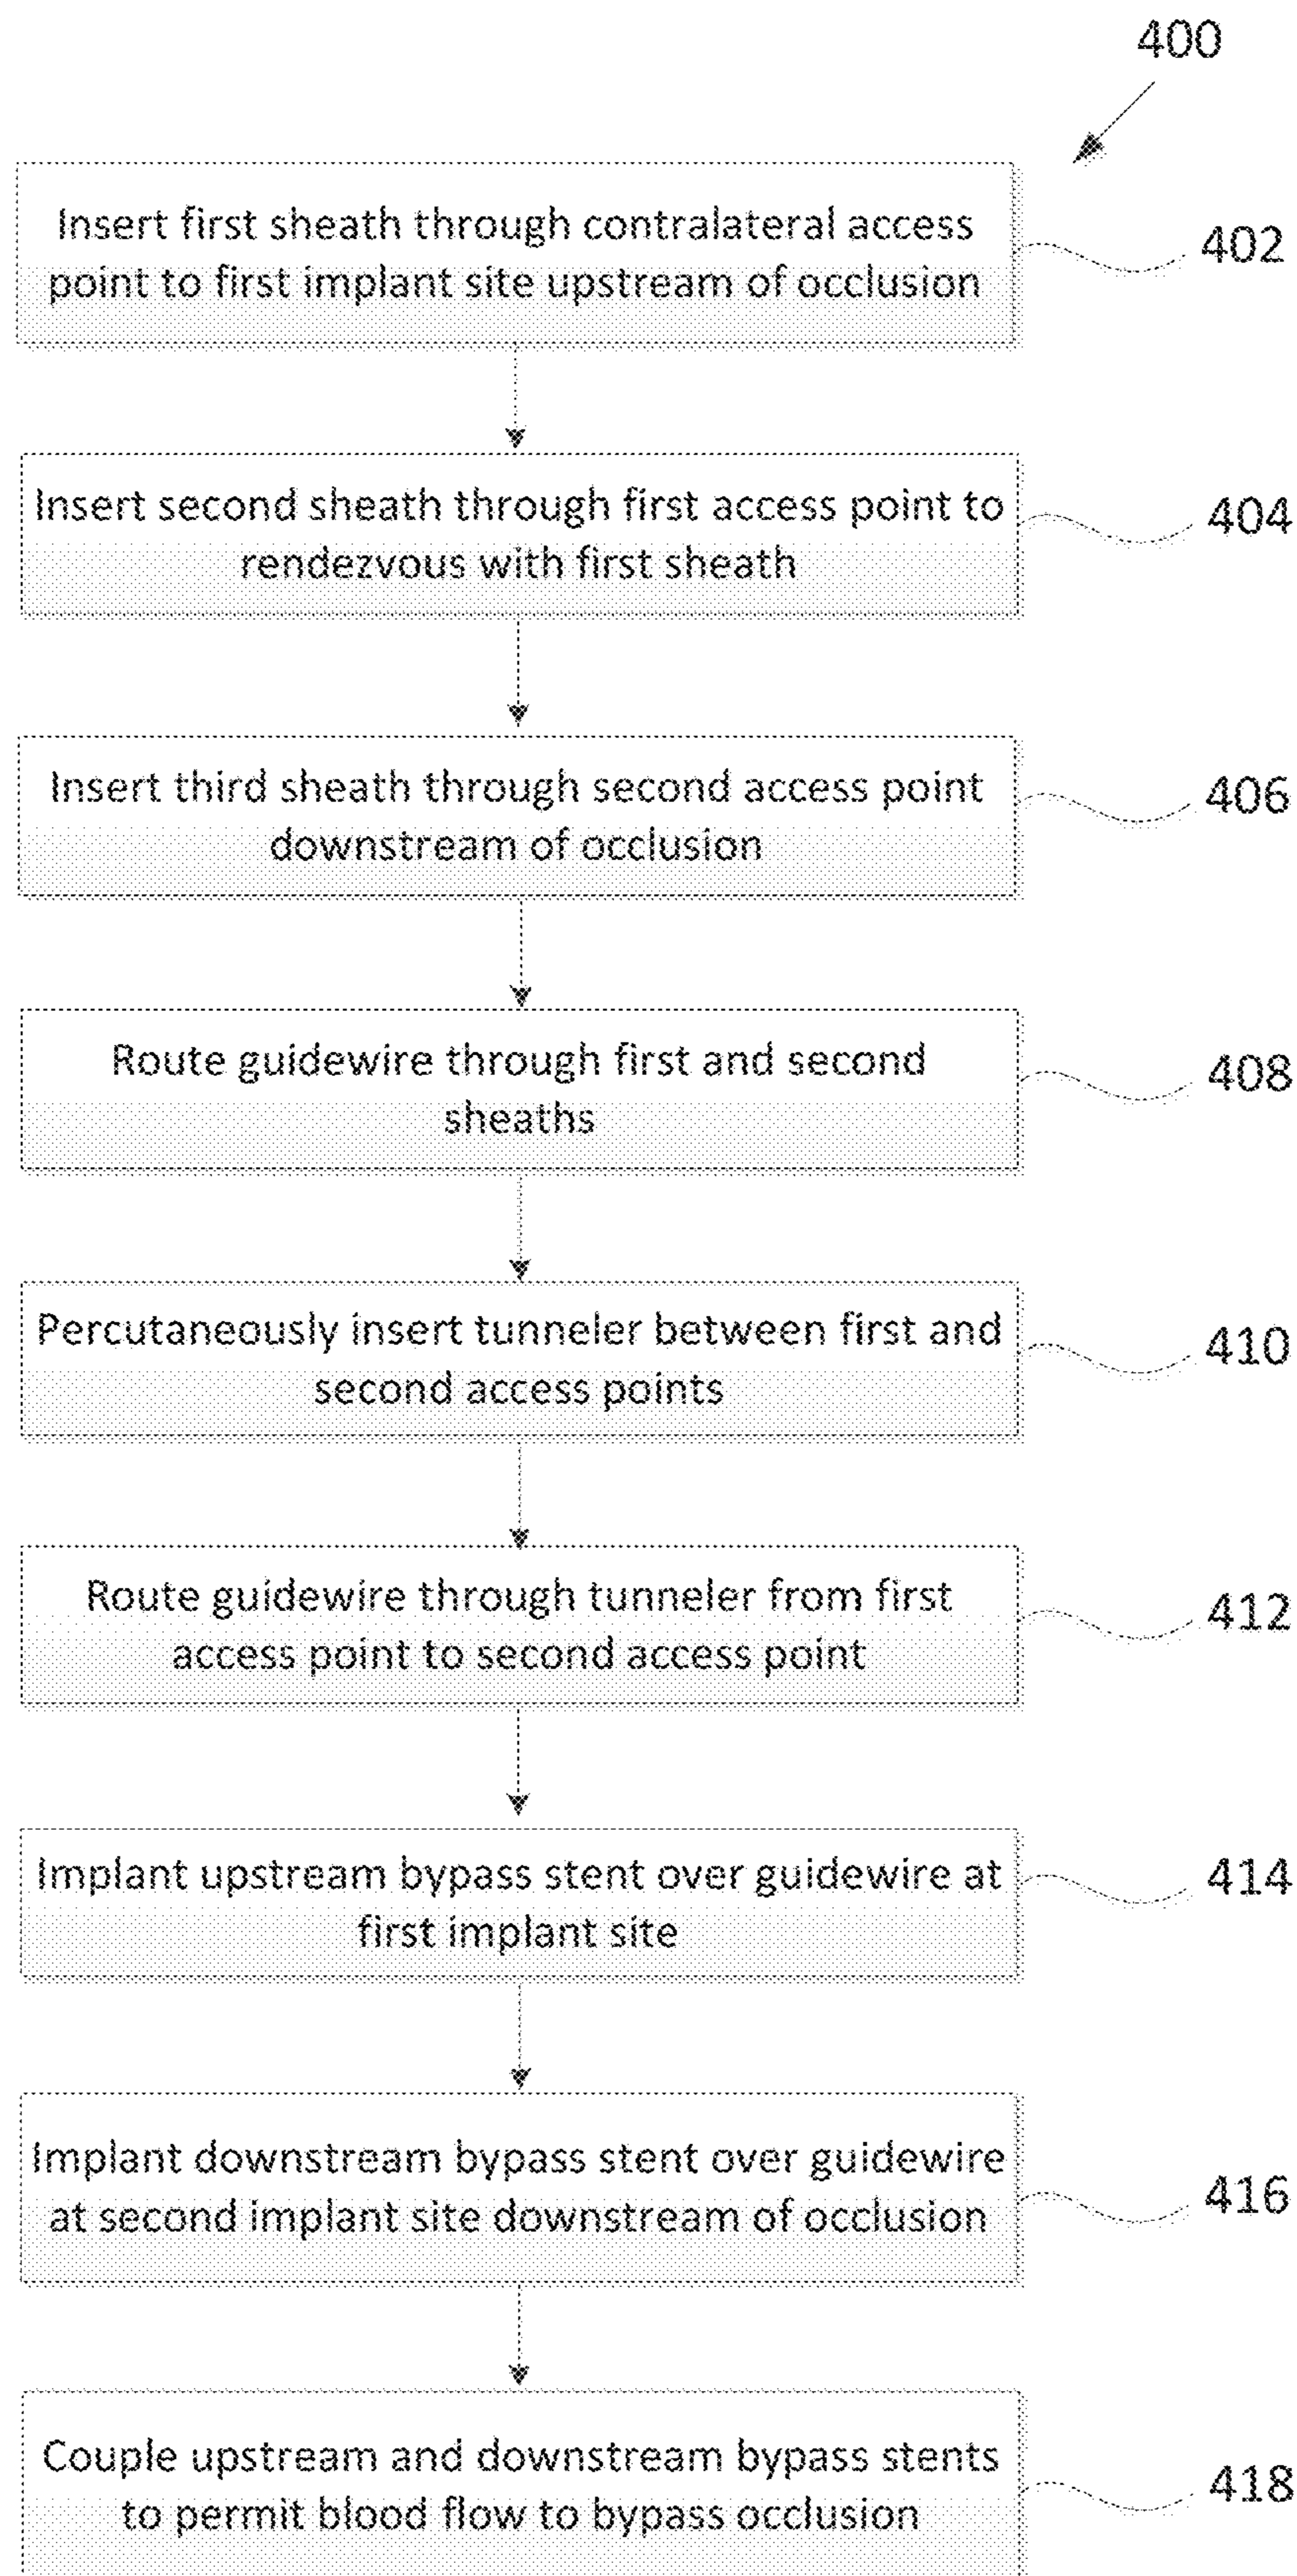 400
Insert first sheath through contralateral access
point to first implant site upstream of occlusion
402
Insert second sheath through first access point to
rendezvous with first sheath
404
Insert third sheath through second access point
downstream of occlusion
406
Route guidewire through first and second
sheaths
408
Percutaneously insert tunneler between first and
second access points
410
Route guidewire through tunneler from first
access point to second access point
412
Implant upstream bypass stent over guidewire at
first implant site
414
Implant downstream bypass stent over guidewire
at second implant site downstream of occlusion
416
Couple upstream and downstream bypass stents
to permit blood flow to bypass occlusion
418